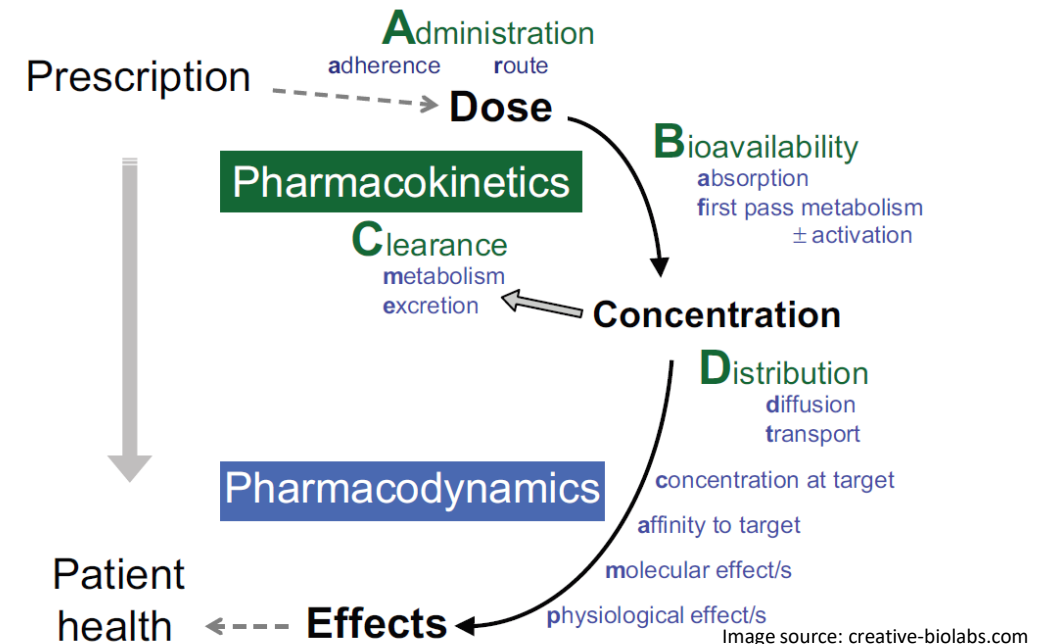 Administration
adherence route
Prescription
Dose
Bioavailability
absorption
first pass metabolism
± activation
Pharmacokinetics
Clearance
metabolism
excretion
Concentration
Distribution
diffusion
transport
Pharmacodynamics
concentration at target
affinity to target
molecular effect/s
physiological effect/s
Patient
health
Effects
Image source: creative-biolabs.com